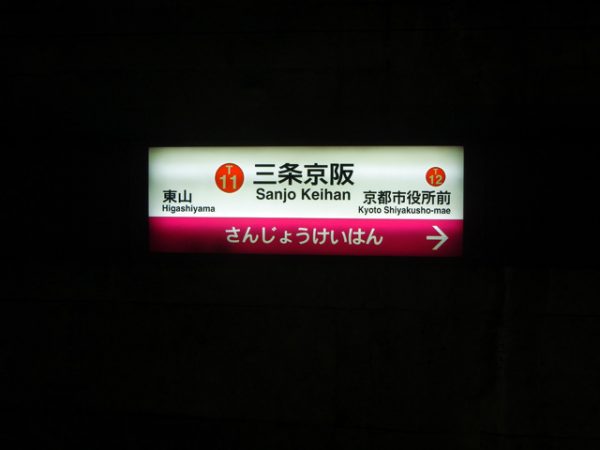 T
11
三条京阪
Sanjo Keihan
東山
Higashiyama
T
12
京都市役所前
Kyoto Shiyakusho-mae
さんじょうけいはん →